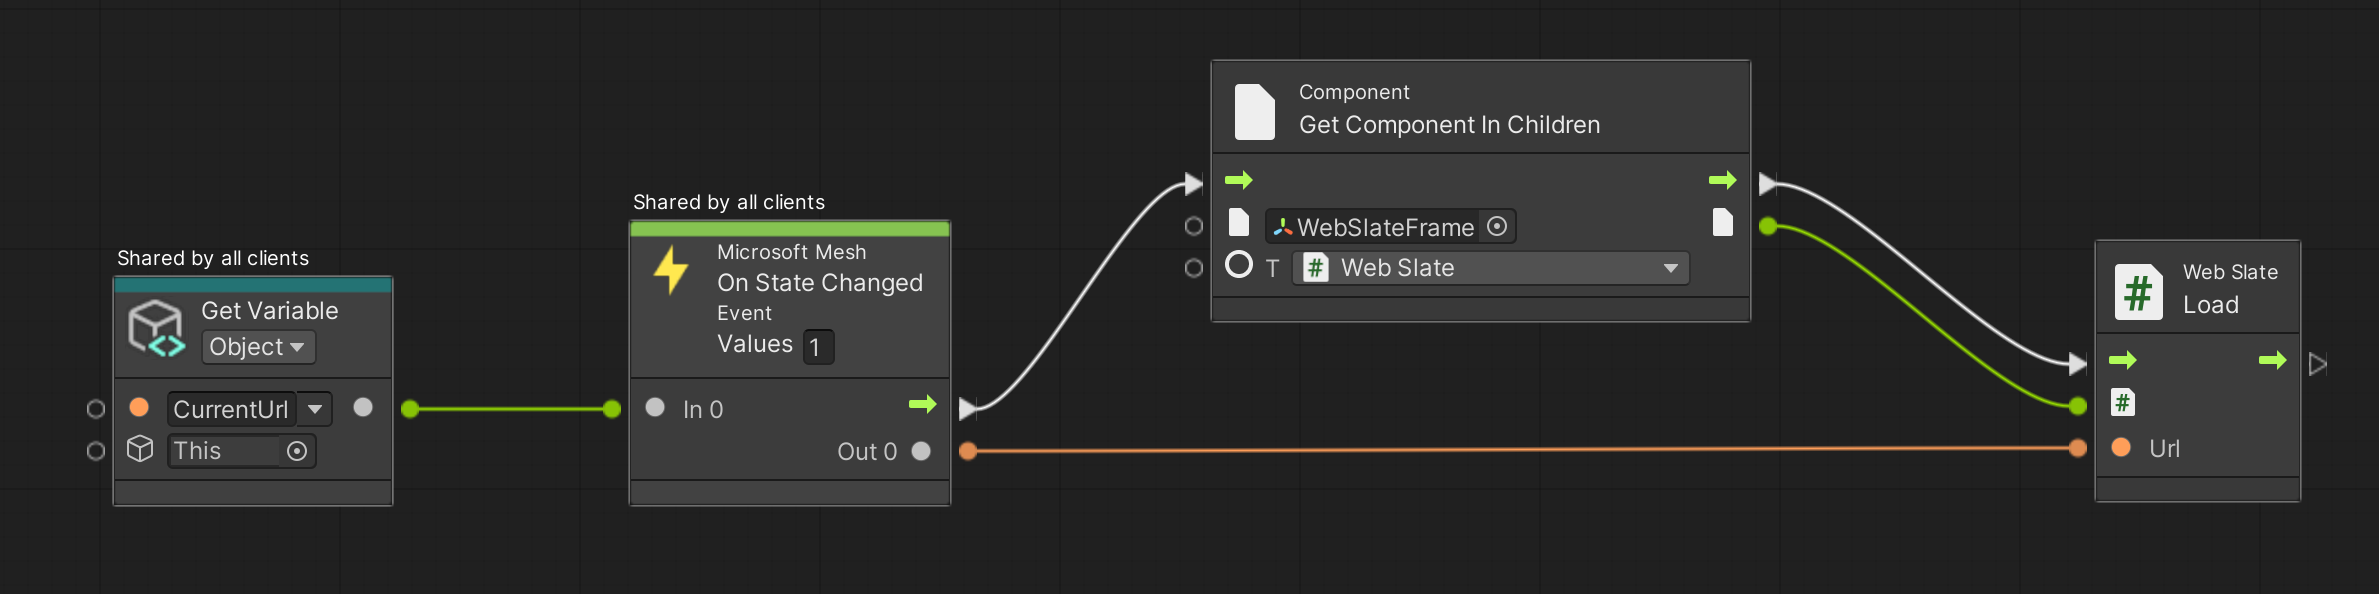 Shared by all clients
Get Variable
Object
CurrentUrl
This
Shared by all clients
Microsoft Mesh
On State Changed
Event
Values 1
In 0
Out 0
Component
Get Component In Children
WebSlateFrame
T # Web Slate
# Web Slate
Load
#
Url